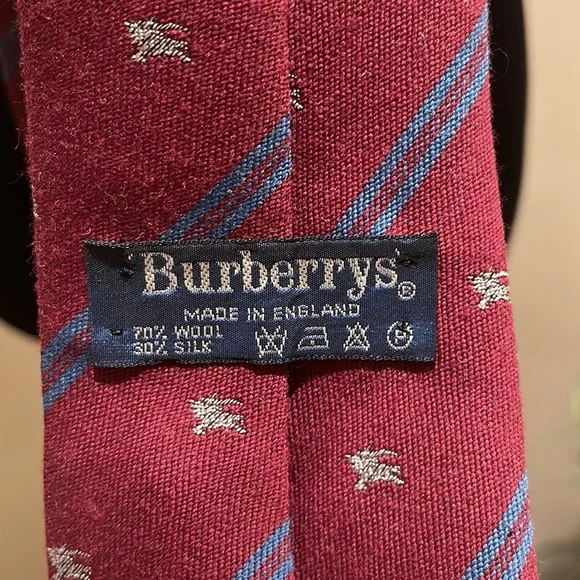 Burberrys®
MADE IN ENGLAND
70% WOOL
30% SILK
P